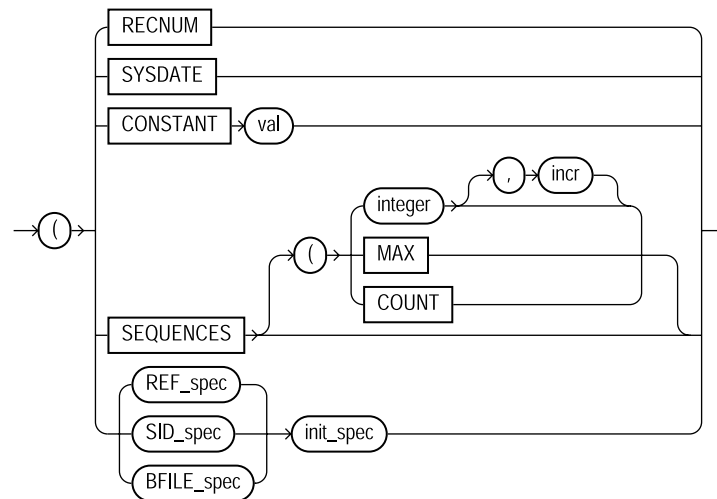 RECNUM
SYSDATE
CONSTANT val
, incr
integer
( ( MAX
COUNT
SEQUENCES
REF_spec
SID_spec init_spec
BFILE_spec